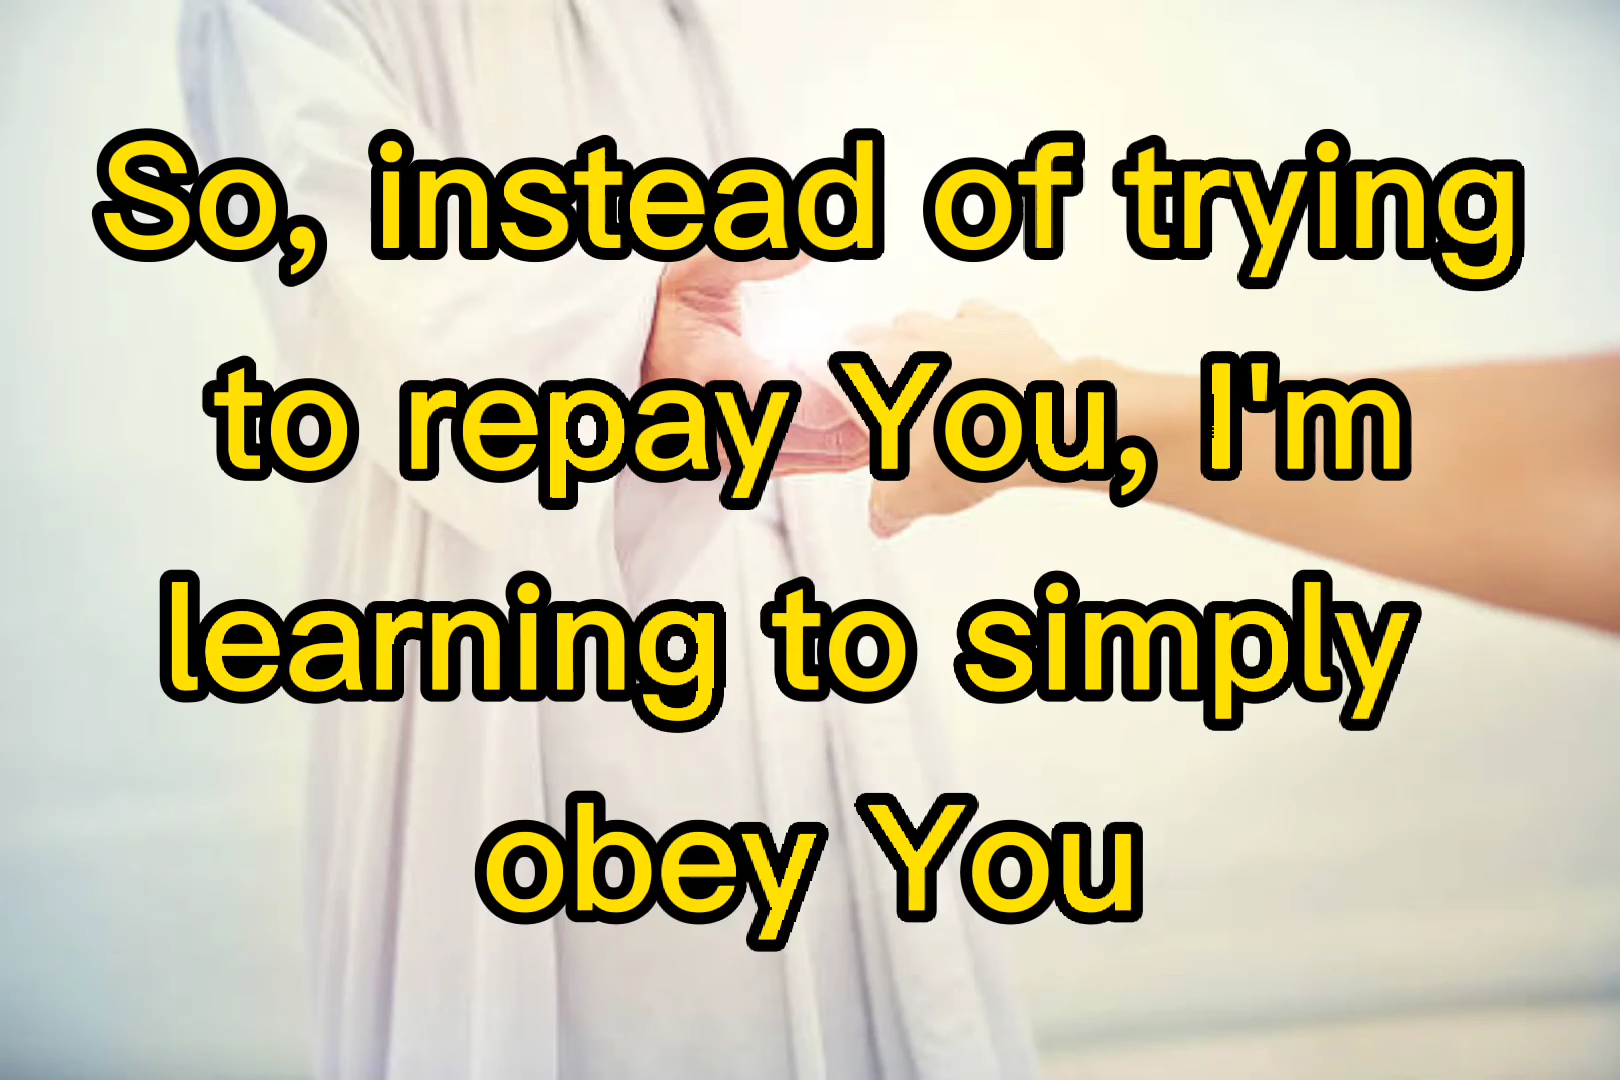 So, instead of trying
to repay You, I'm
learning to simply
obey You